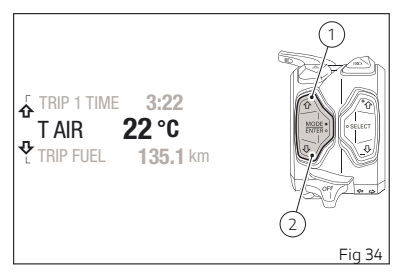 1
TRIP 1 TIME 3:22
T AIR 22 °C
TRIP FUEL 135.1 km
MODE
ENTER
SELECT
OFF
2
Fig 34